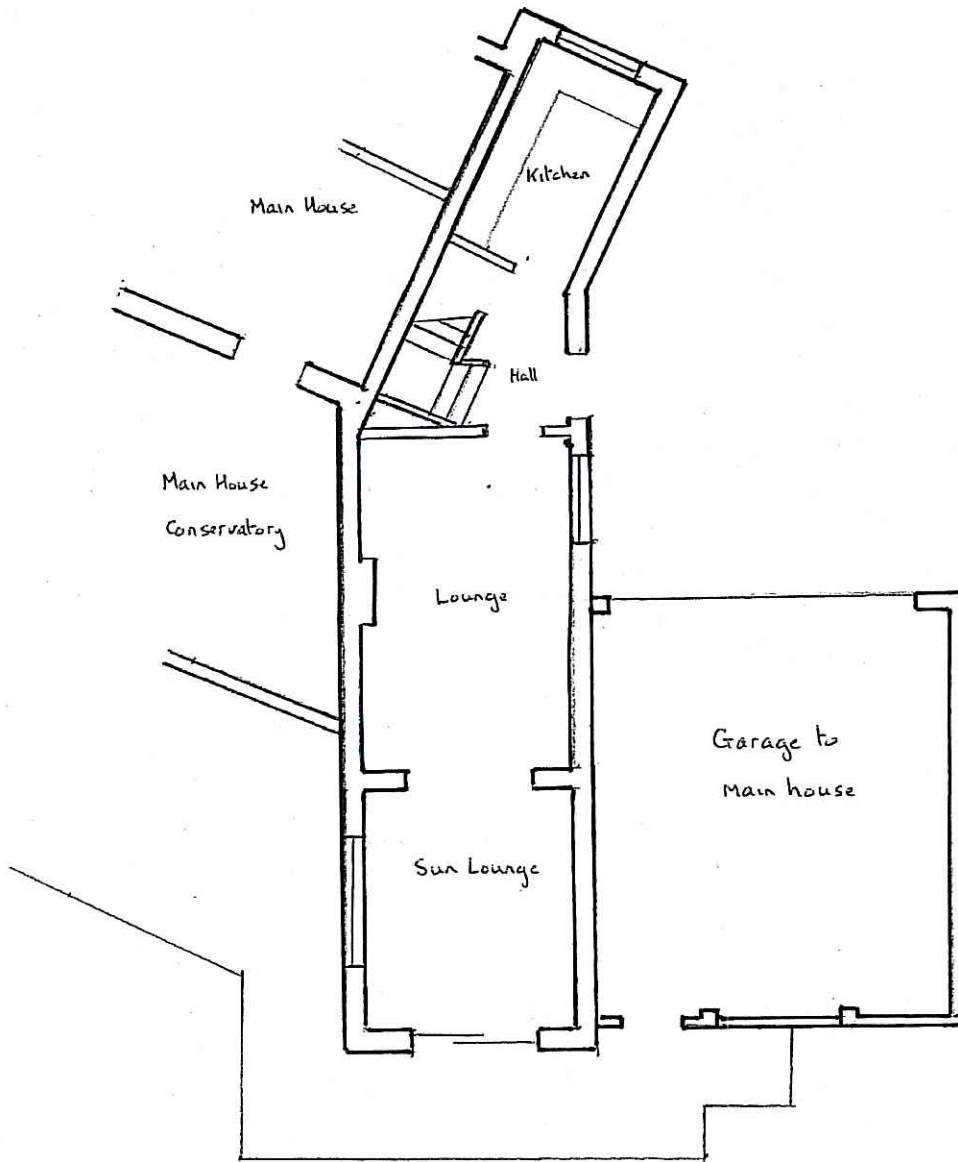 Kitchen
Main House
Hall
Main House
Conservatory
Lounge
Garage to
Main house
Sun Lounge